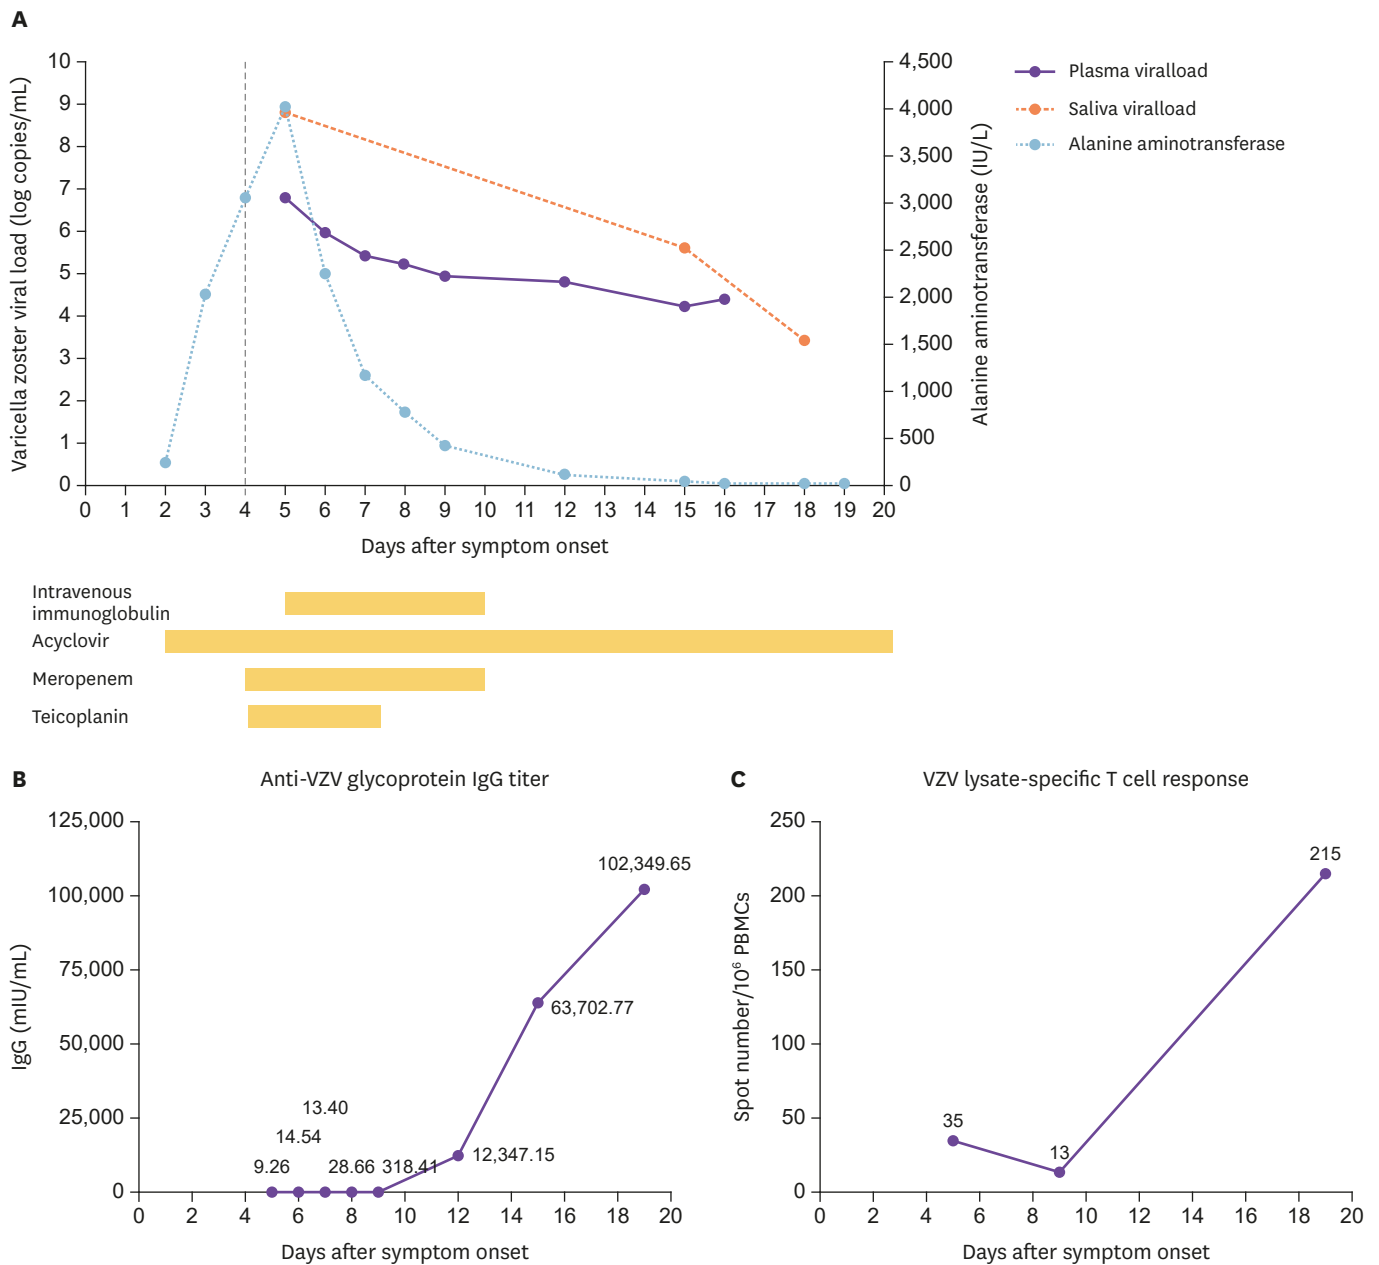 A
Varicella zoster viral load (log copies/mL)
10
9
8
7
6
5
4
3
2
1
0
4,500
4,000
3,500
3,000
2,500
2,000
1,500
1,000
500
0
Alanine aminotransferase (IU/L)
Plasma viralload
Saliva viralload
Alanine aminotransferase
0 1 2 3 4 5 6 7 8 9 10 11 12 13 14 15 16 17 18 19 20
Days after symptom onset
Intravenous
immunoglobulin
Acyclovir
Meropenem
Teicoplanin
B
Anti-VZV glycoprotein IgG titer
IgG (mIU/mL)
125,000
100,000
75,000
50,000
25,000
0
102,349.65
63,702.77
13.40
14.54
9.26 28.66 318.41 12,347.15
0 2 4 6 8 10 12 14 16 18 20
Days after symptom onset
C
VZV lysate-specific T cell response
Spot number/10⁶ PBMCs
250
200
150
100
50
0
215
35
13
0 2 4 6 8 10 12 14 16 18 20
Days after symptom onset